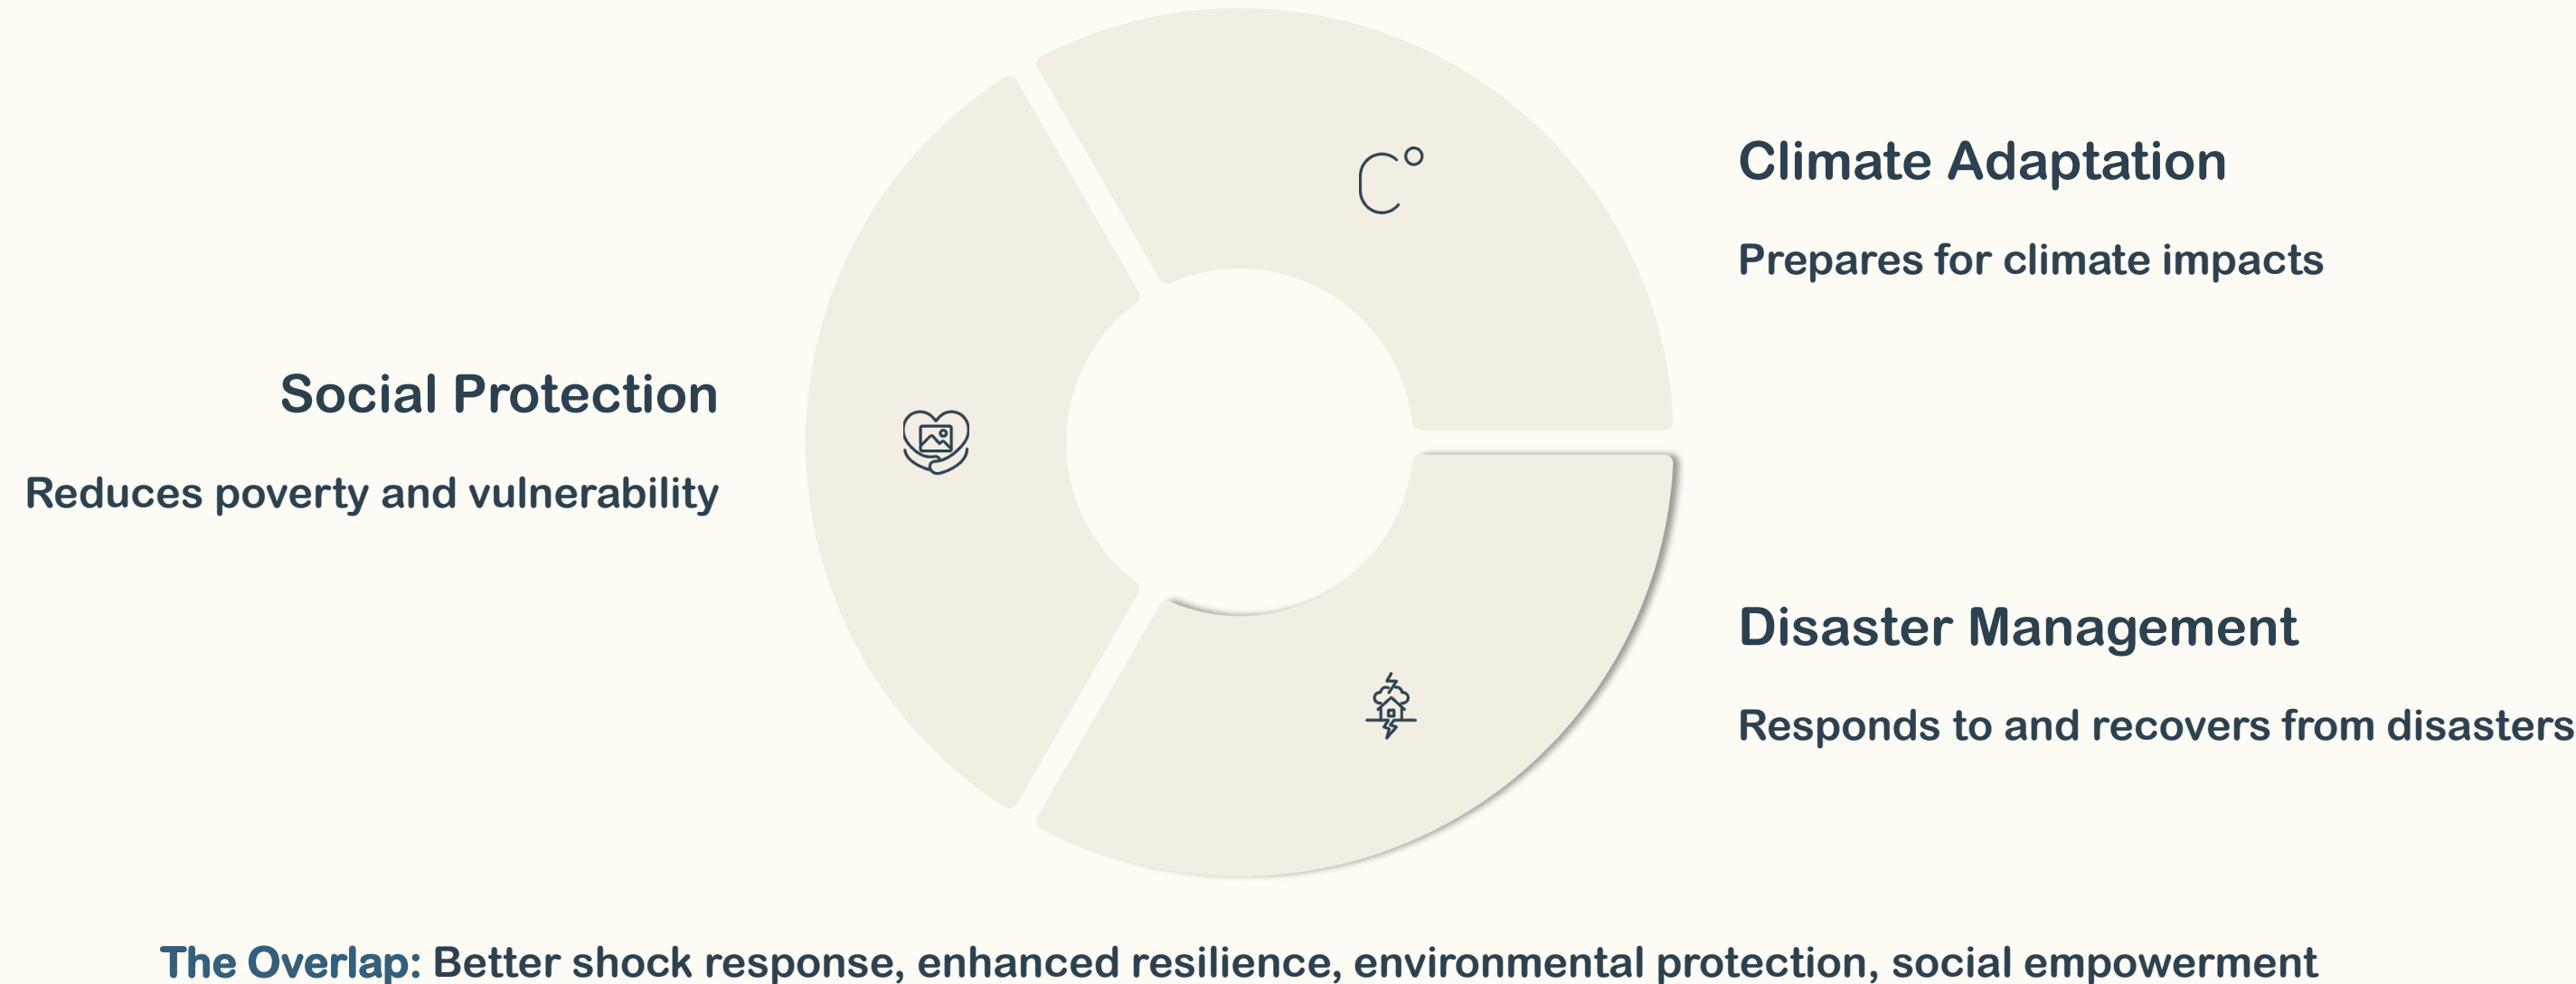 Climate Adaptation
Prepares for climate impacts
Social Protection
Reduces poverty and vulnerability
Disaster Management
Responds to and recovers from disasters
The Overlap: Better shock response, enhanced resilience, environmental protection, social empowerment
C°